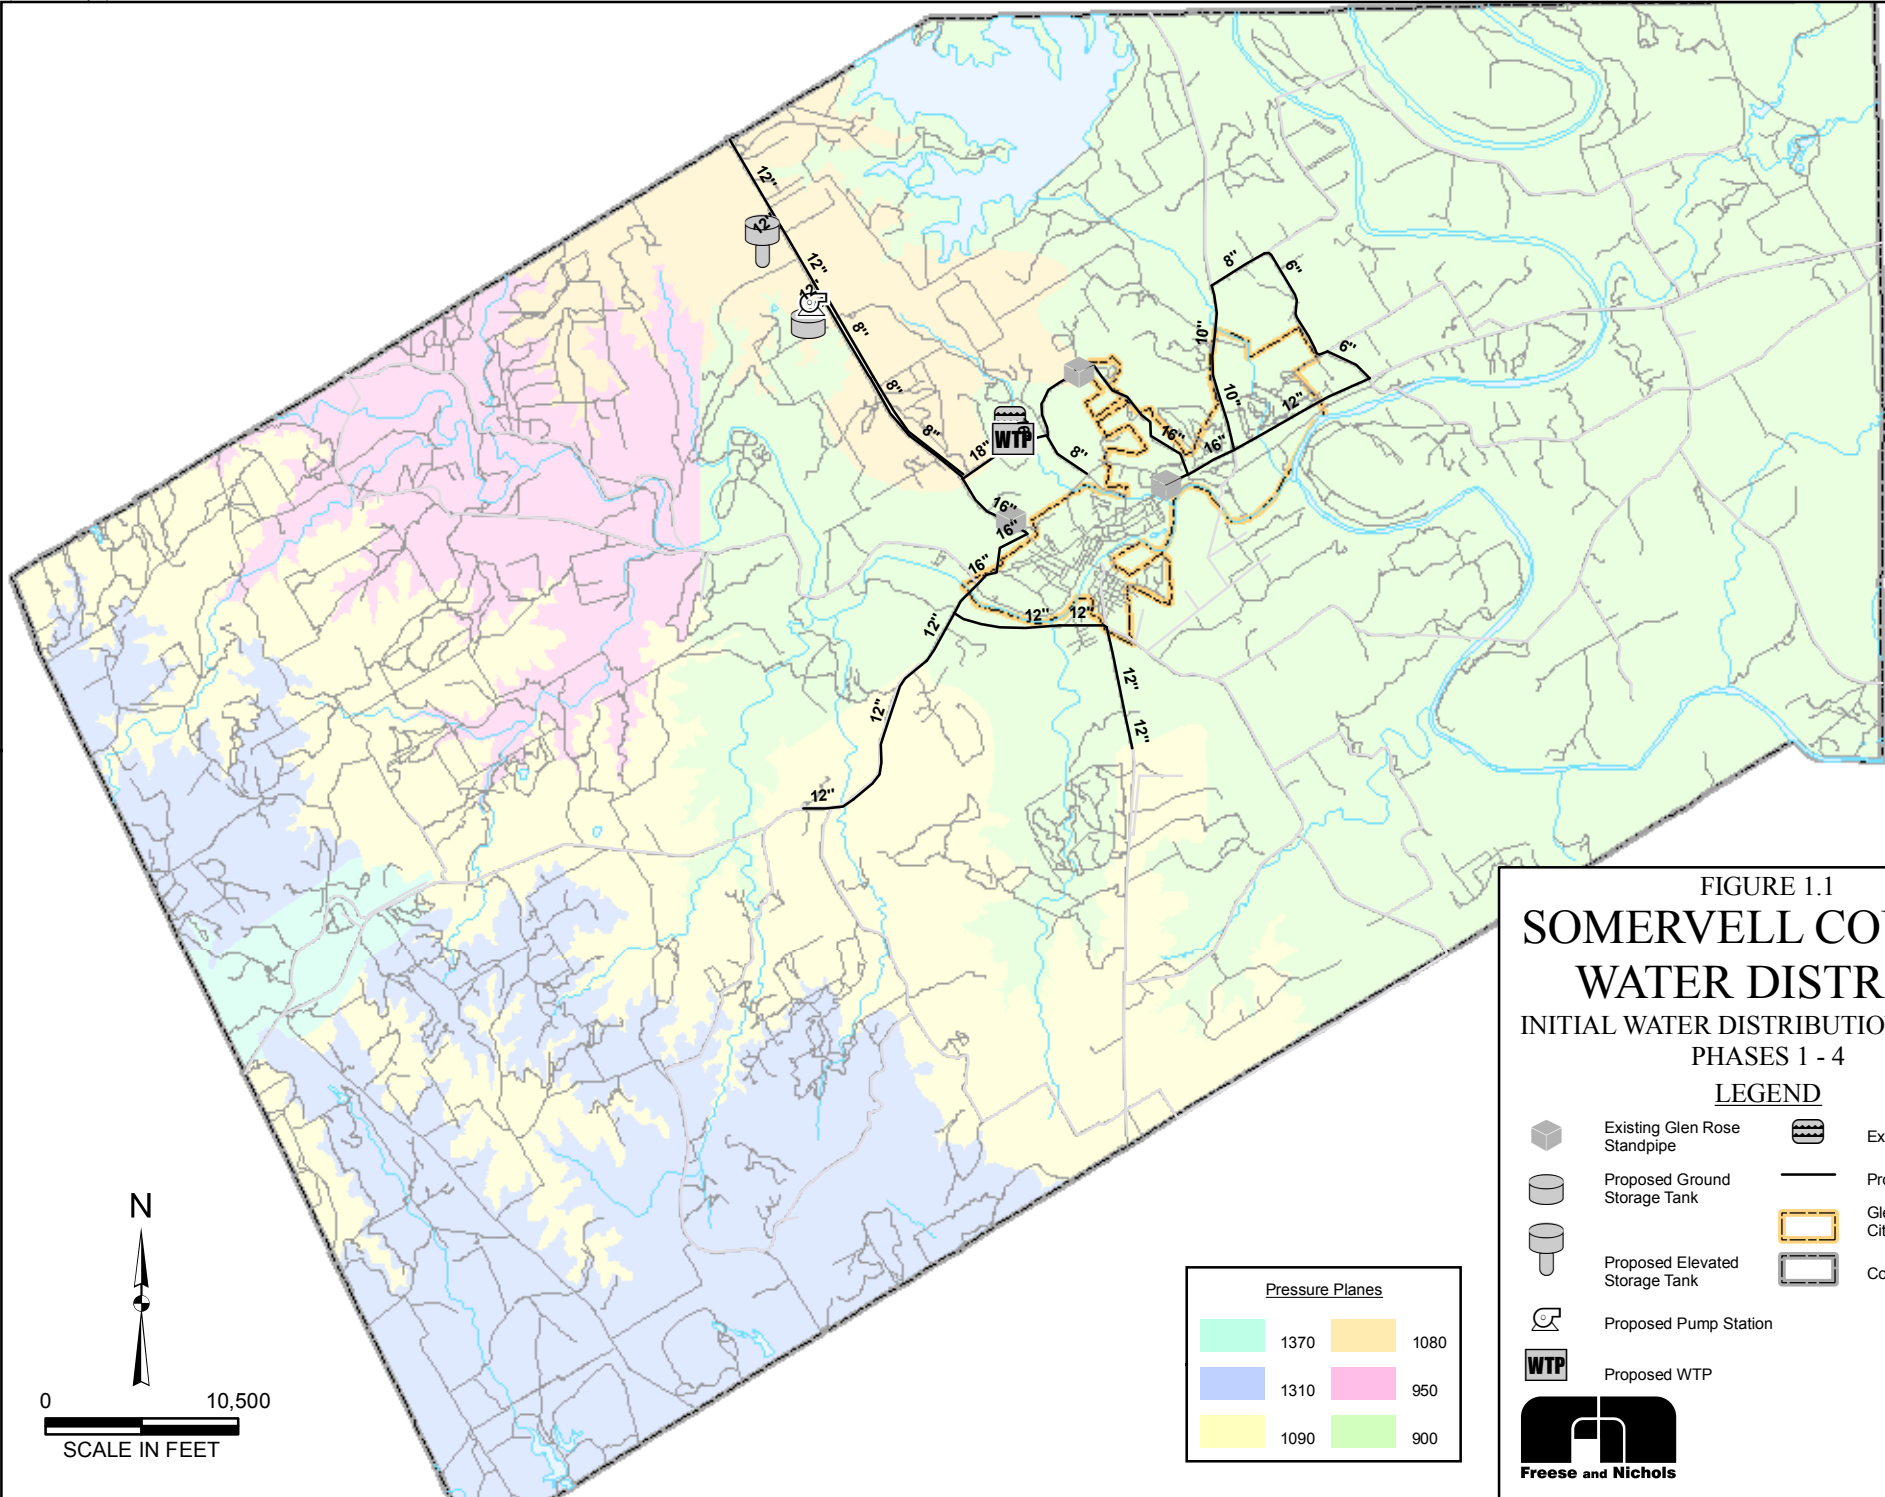 12"
12"
12"
12"
8"
8"
8"
18"
WTP
8"
16"
16"
16"
16"
16"
10"
10"
8"
6"
6"
12"
12"
12"
12"
12"
12"
12"
12"
N
0 10,500
SCALE IN FEET
Pressure Planes
1370 1080
1310 950
1090 900
FIGURE 1.1
SOMERVELL
WATER
INITIAL WATER
PHASES 1 - 4
LEGEND
Existing Glen Rose
Standpipe
Proposed Ground
Storage Tank
Proposed Elevated
Storage Tank
Proposed Pump Station
WTP
Proposed WTP
Freese and Nichols